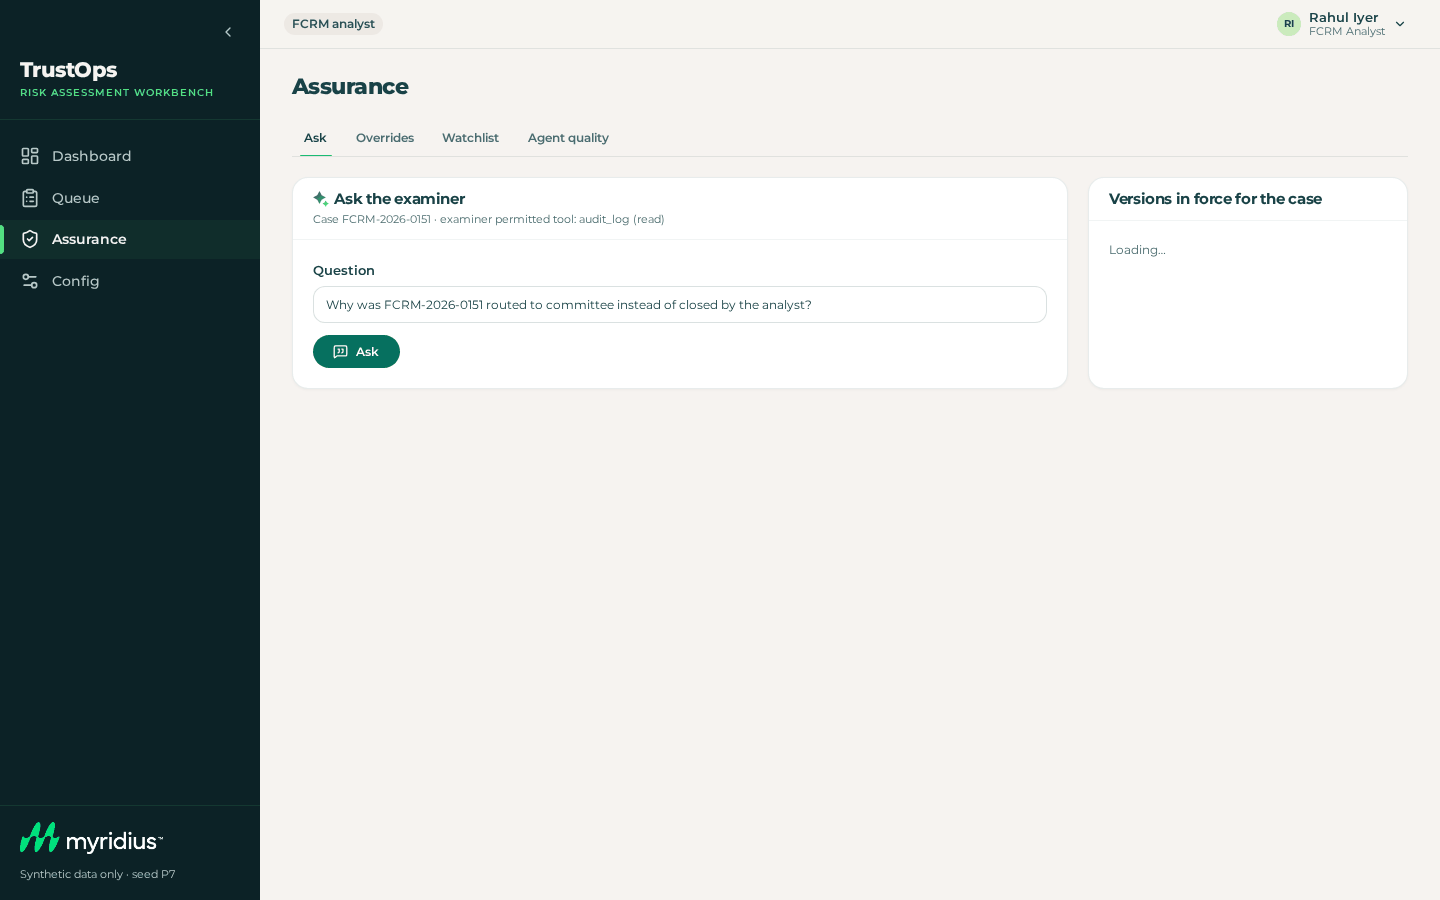 TrustOps
RISK ASSESSMENT WORKBENCH
Dashboard
Queue
Assurance
Config
myridius™
Synthetic data only · seed P7
FCRM analyst
RI
Rahul Iyer
FCRM Analyst
Assurance
Ask
Overrides
Watchlist
Agent quality
Ask the examiner
Case FCRM-2026-0151 · examiner permitted tool: audit_log (read)
Question
Why was FCRM-2026-0151 routed to committee instead of closed by the analyst?
Ask
Versions in force for the case
Loading...